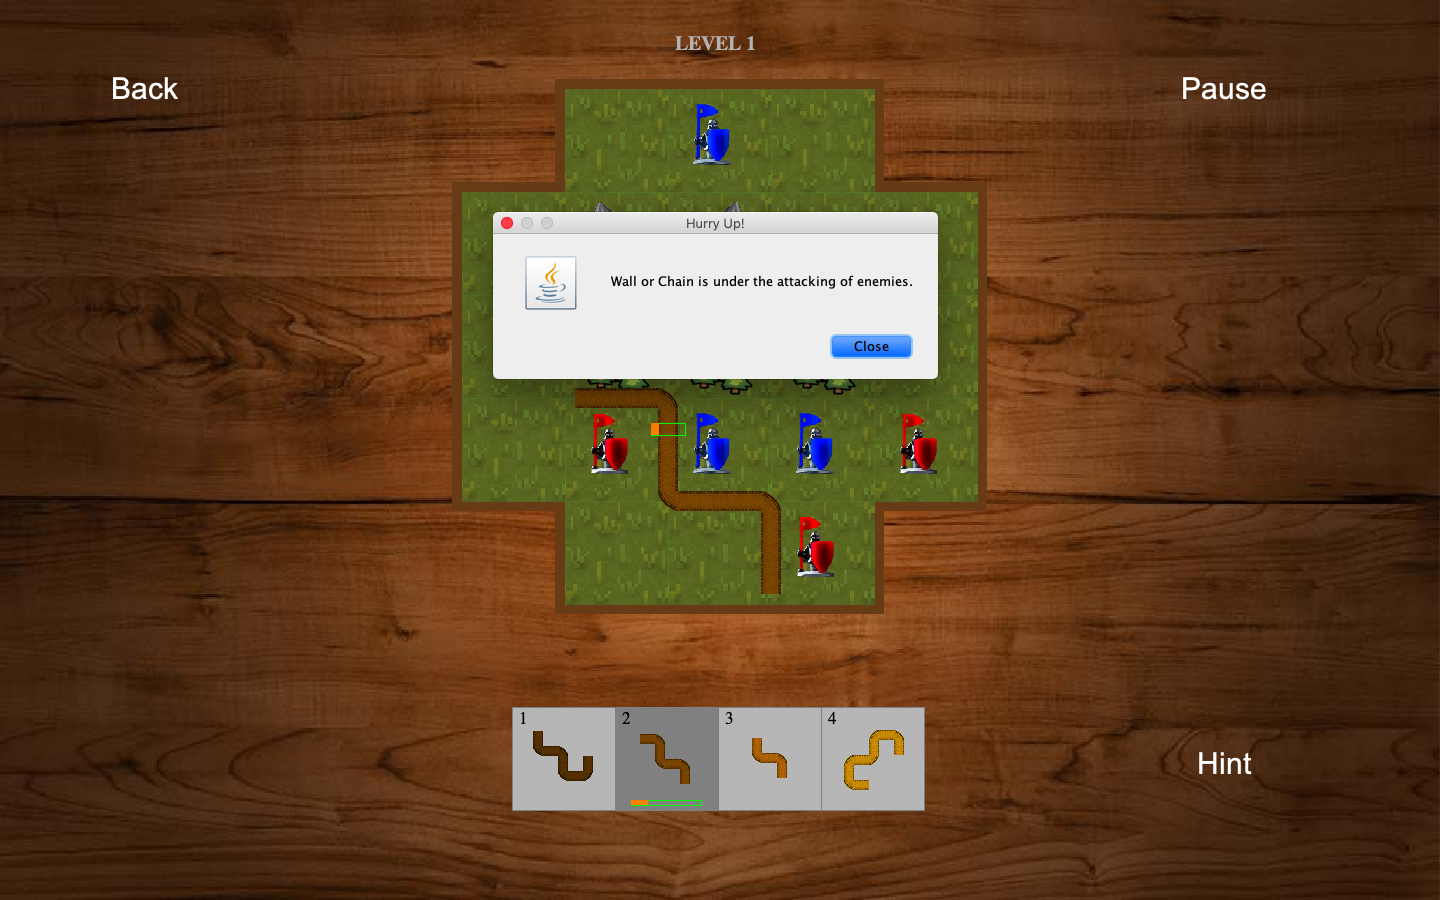 LEVEL 1
Back
Pause
Hurry Up!
Wall or Chain is under the attacking of enemies.
Close
1
2
3
4
Hint